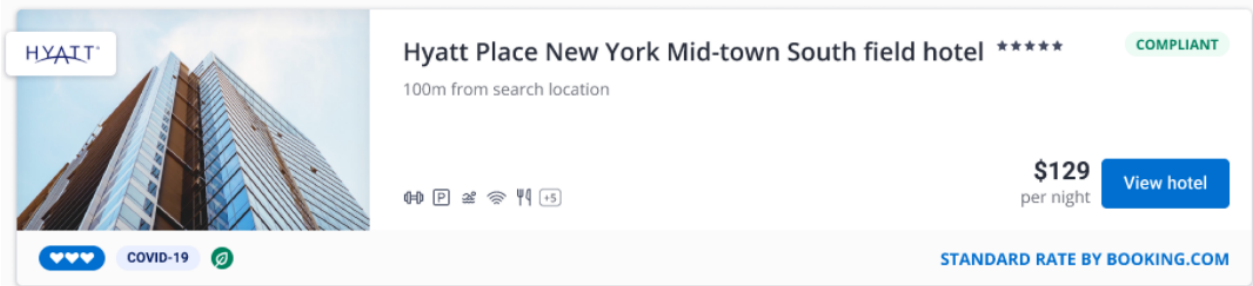 HYATT
Hyatt Place New York Mid-town South field hotel ★★★★★
COMPLIANT
100m from search location
$129
per night
View hotel
P
+5
COVID-19
STANDARD RATE BY BOOKING.COM